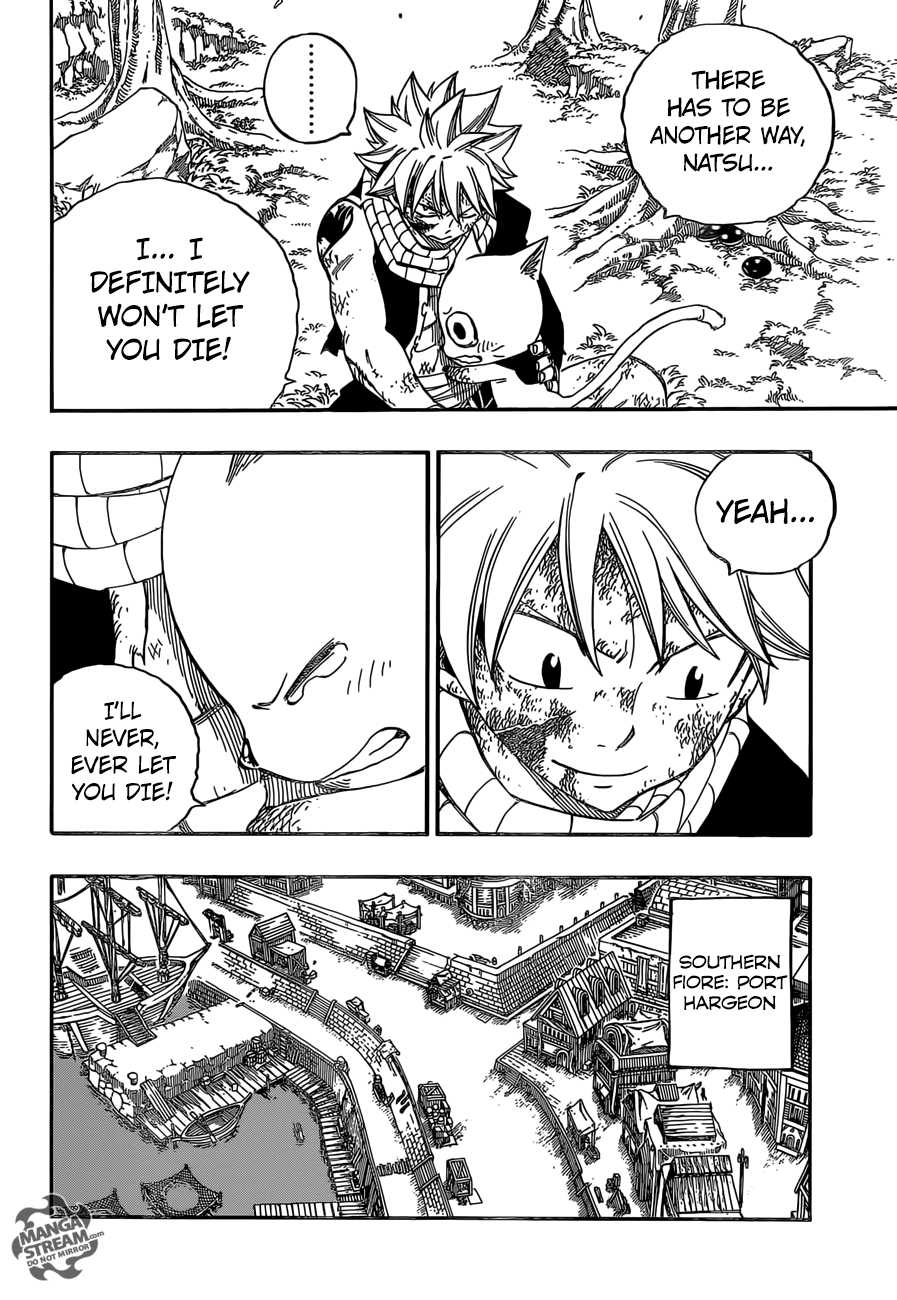 THERE
HAS TO BE
ANOTHER WAY,
NATSU...
.........
I... I
DEFINITELY
WON'T LET
YOU DIE!
YEAH...
I'LL
NEVER,
EVER LET
YOU DIE!
SOUTHERN
FIORE: PORT
HARGEON
MANGA
STREAM.com
DO NOT MIRROR